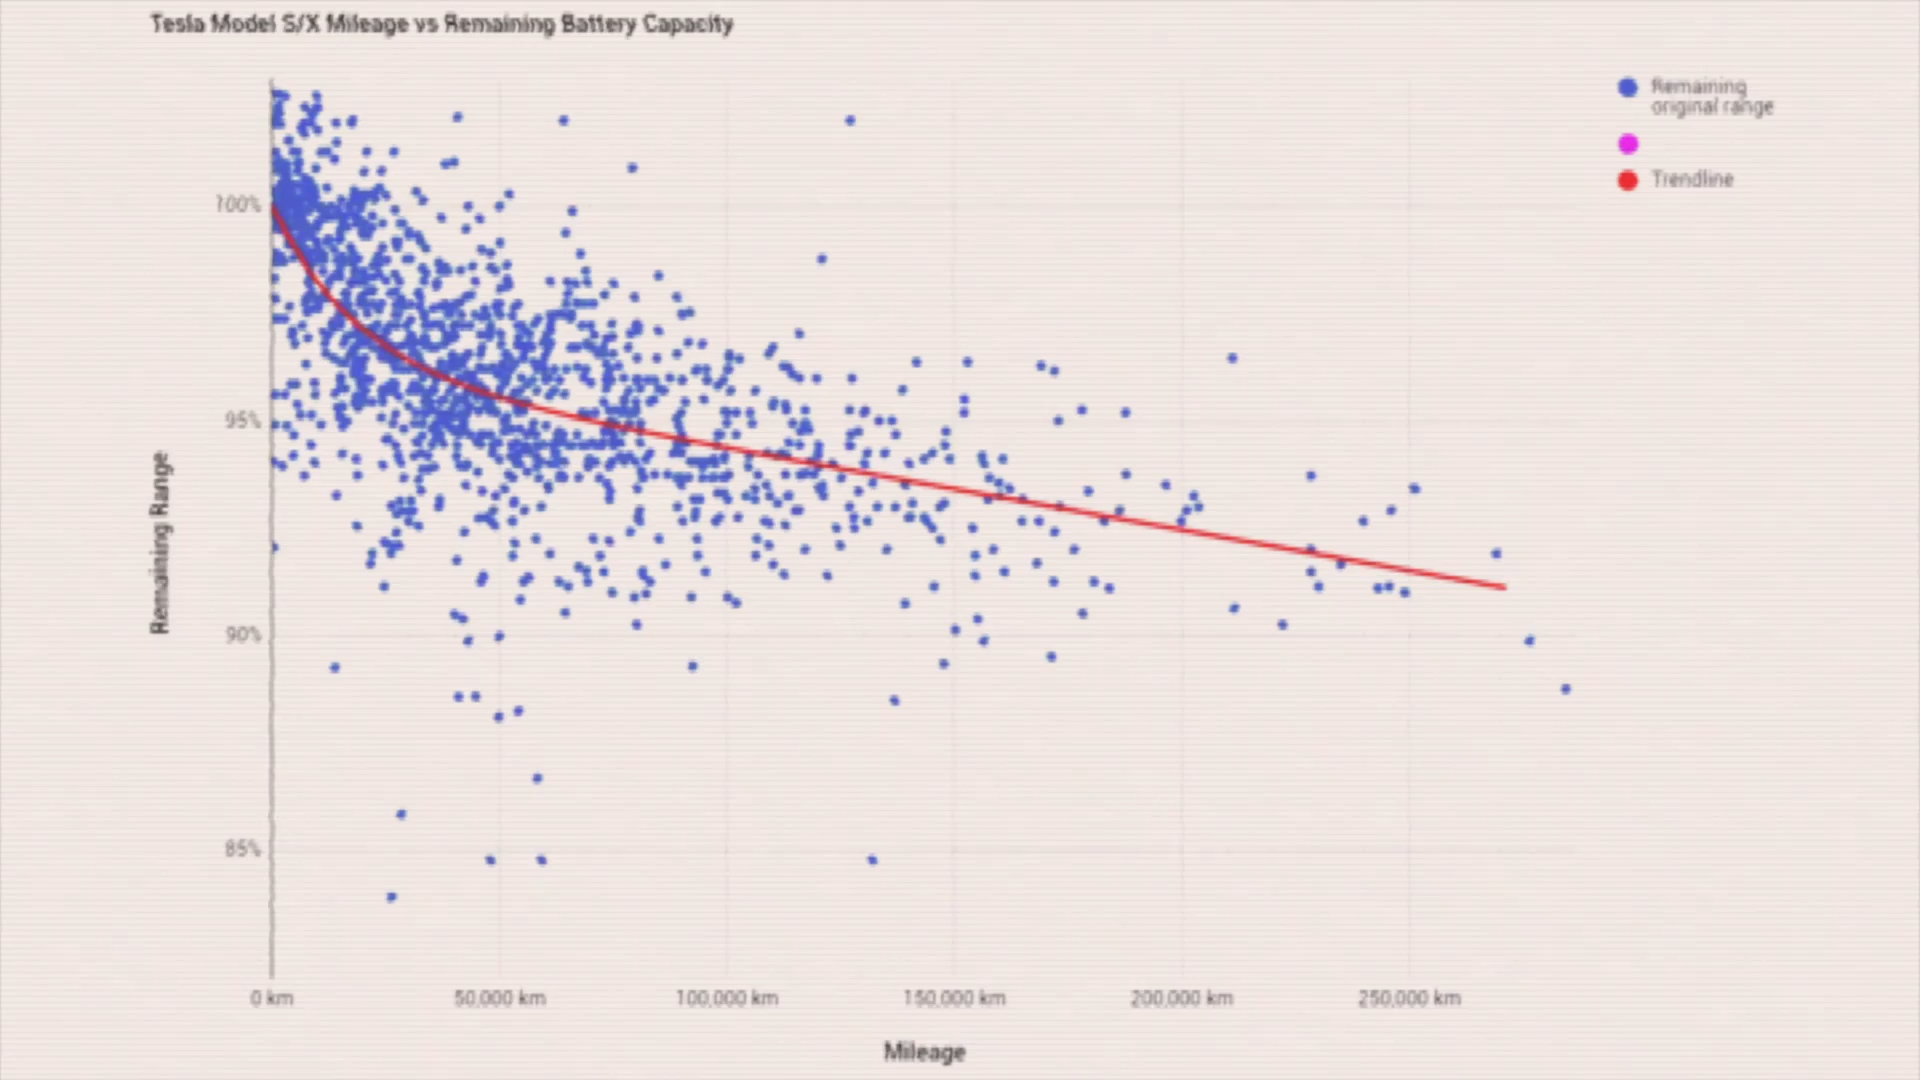 Tesla Model S/X Mileage vs Remaining Battery Capacity
Remaining
original range
Trendline
100%
95%
90%
85%
Remaining Range
0 km
50,000 km
100,000 km
150,000 km
200,000 km
250,000 km
Mileage